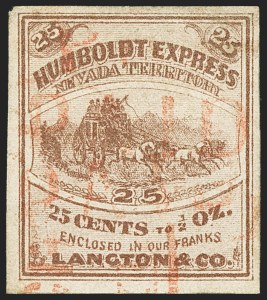 25 25
HUMBOLDT EXPRESS
NEVADA TERRITORY
25
25 CENTS TO ½ OZ.
ENCLOSED IN OUR FRANKS
LANGTON & CO.